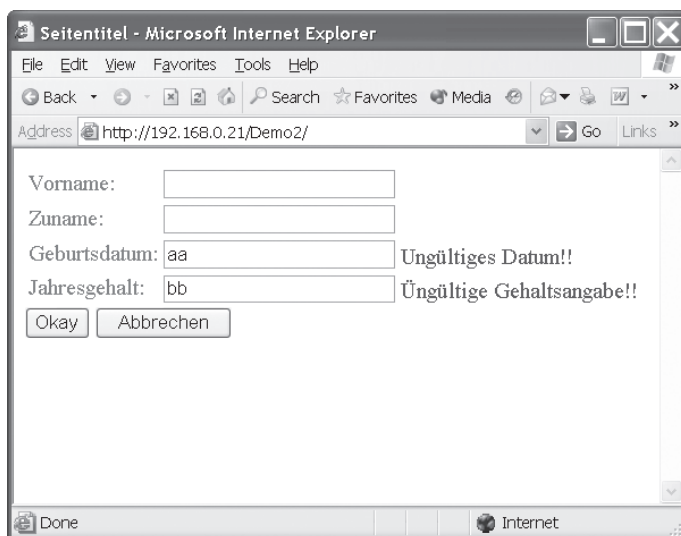 Seitentitel - Microsoft Internet Explorer
File Edit View Favorites Tools Help
Back Search Favorites Media »
Address http://192.168.0.21/Demo2/ Go Links »
Vorname:
Zuname:
Geburtsdatum: aa Ungültiges Datum!!
Jahresgehalt: bb Üngültige Gehaltsangabe!!
Okay Abbrechen
Done Internet